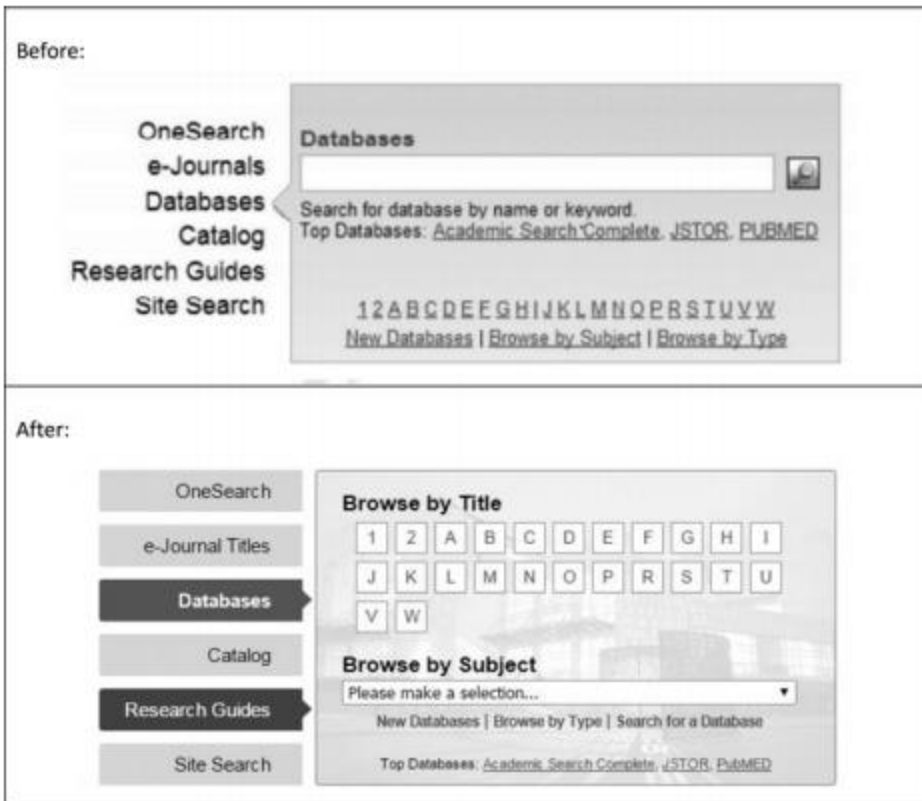 Before:
OneSearch
e-Journals
Databases
Catalog
Research Guides
Site Search
Databases
Search for database by name or keyword.
Top Databases: Academic Search Complete, JSTOR, PUBMED
1 2 A B C D E F G H I J K L M N O P R S T U V W
New Databases | Browse by Subject | Browse by Type
After:
OneSearch
e-Journal Titles
Databases
Catalog
Research Guides
Site Search
Browse by Title
1 2 A B C D E F G H I
J K L M N O P R S T U
V W
Browse by Subject
Please make a selection...
New Databases | Browse by Type | Search for a Database
Top Databases: Academic Search Complete, JSTOR, PubMED